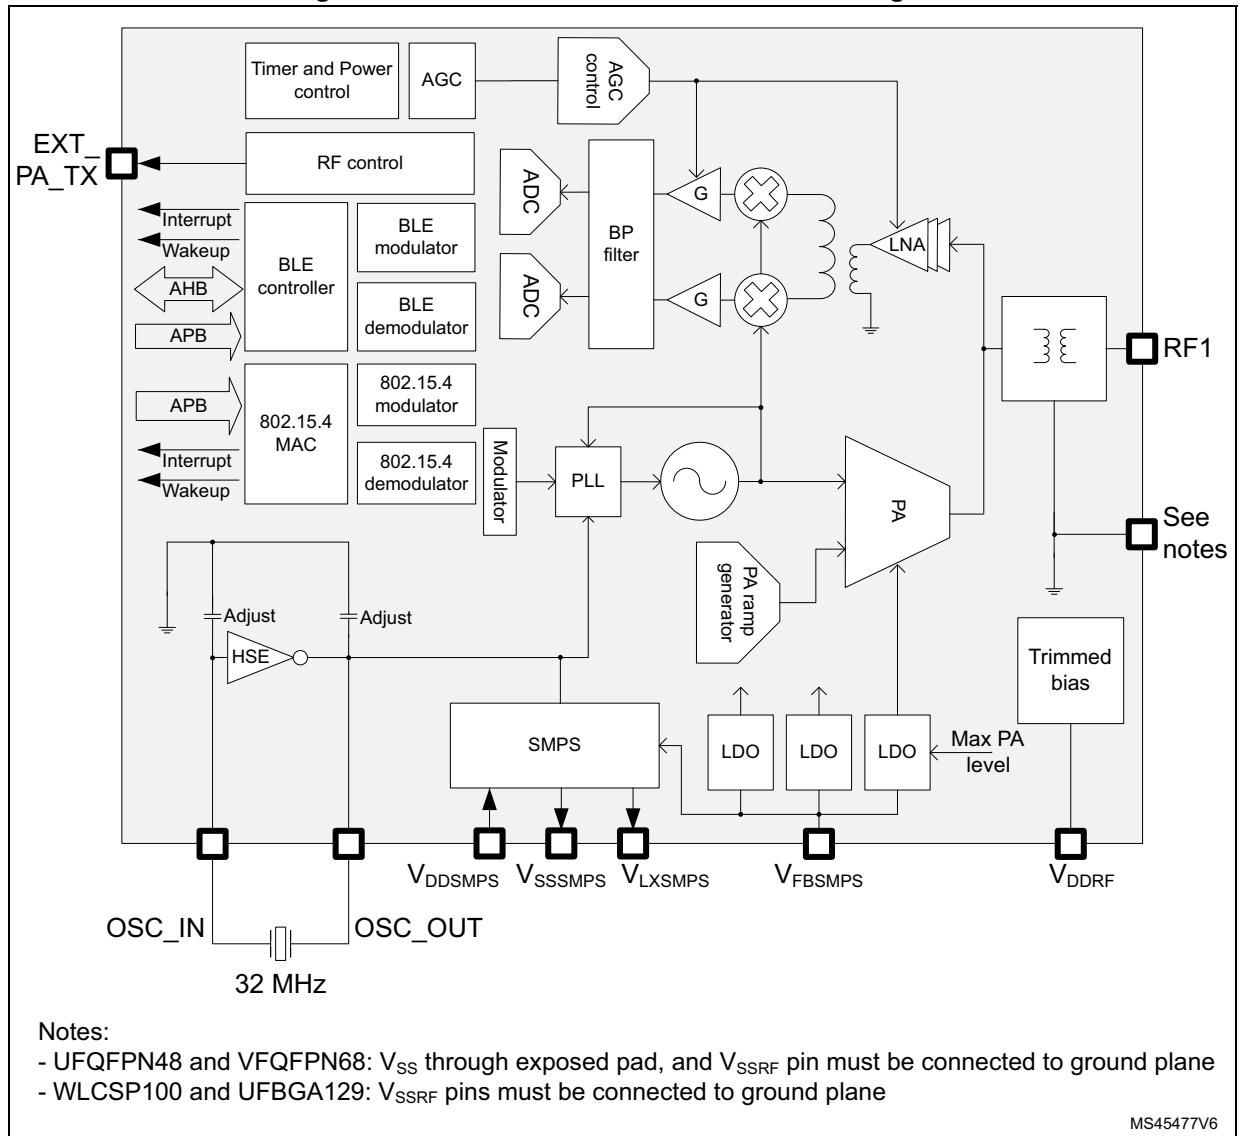 Timer and Power
control
AGC
AGC
control
EXT_
PA_TX
RF control
ADC
ADC
BP
filter
G
G
LNA
Interrupt
Wakeup
AHB
APB
BLE
controller
BLE
modulator
BLE
demodulator
RF1
APB
Interrupt
Wakeup
802.15.4
MAC
802.15.4
modulator
802.15.4
demodulator
Modulator
PLL
PA
See
notes
PA ramp
generator
Adjust
Adjust
HSE
Trimmed
bias
SMPS
LDO
LDO
LDO
Max PA
level
VDDSMPS
VSSSMPS
VLXSMPS
VFBSMPS
VDDRF
OSC_IN
OSC_OUT
32 MHz
Notes:
- UFQFPN48 and VFQFPN68: VSS through exposed pad, and VSSRF pin must be connected to ground plane
- WLCSP100 and UFBGA129: VSSRF pins must be connected to ground plane
MS45477V6